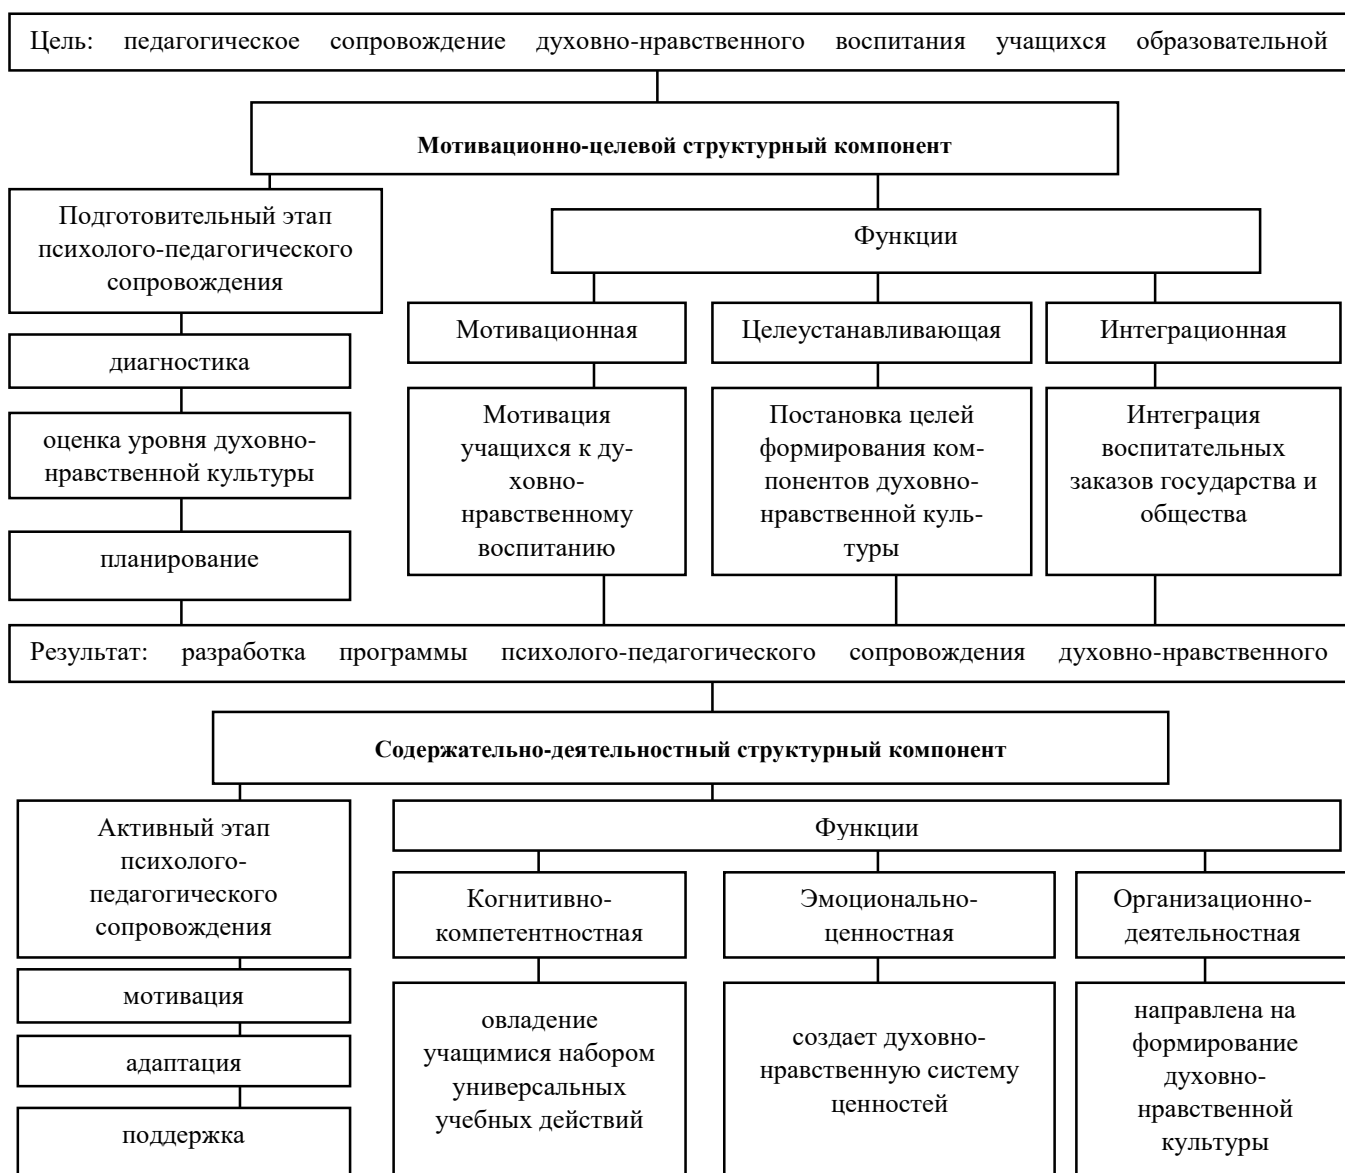 Цель: педагогическое сопровождение духовно-нравственного воспитания учащихся образовательной
Мотивационно-целевой структурный компонент
Подготовительный этап
психолого-педагогического
сопровождения
диагностика
оценка уровня духовно-
нравственной культуры
планирование
Функции
Мотивационная
Мотивация
учащихся к ду-
ховно-
нравственному
воспитанию
Целеустанавливающая
Постановка целей
формирования ком-
понентов духовно-
нравственной куль-
туры
Интеграционная
Интеграция
воспитательных
заказов государства и
общества
Результат: разработка программы психолого-педагогического сопровождения духовно-нравственного
Содержательно-деятельностный структурный компонент
Активный этап
психолого-
педагогического
сопровождения
мотивация
адаптация
поддержка
Функции
Когнитивно-
компетентностная
овладение
учащимися набором
универсальных
учебных действий
Эмоционально-
ценностная
создает духовно-
нравственную систему
ценностей
Организационно-
деятельностная
направлена на
формирование
духовно-
нравственной
культуры